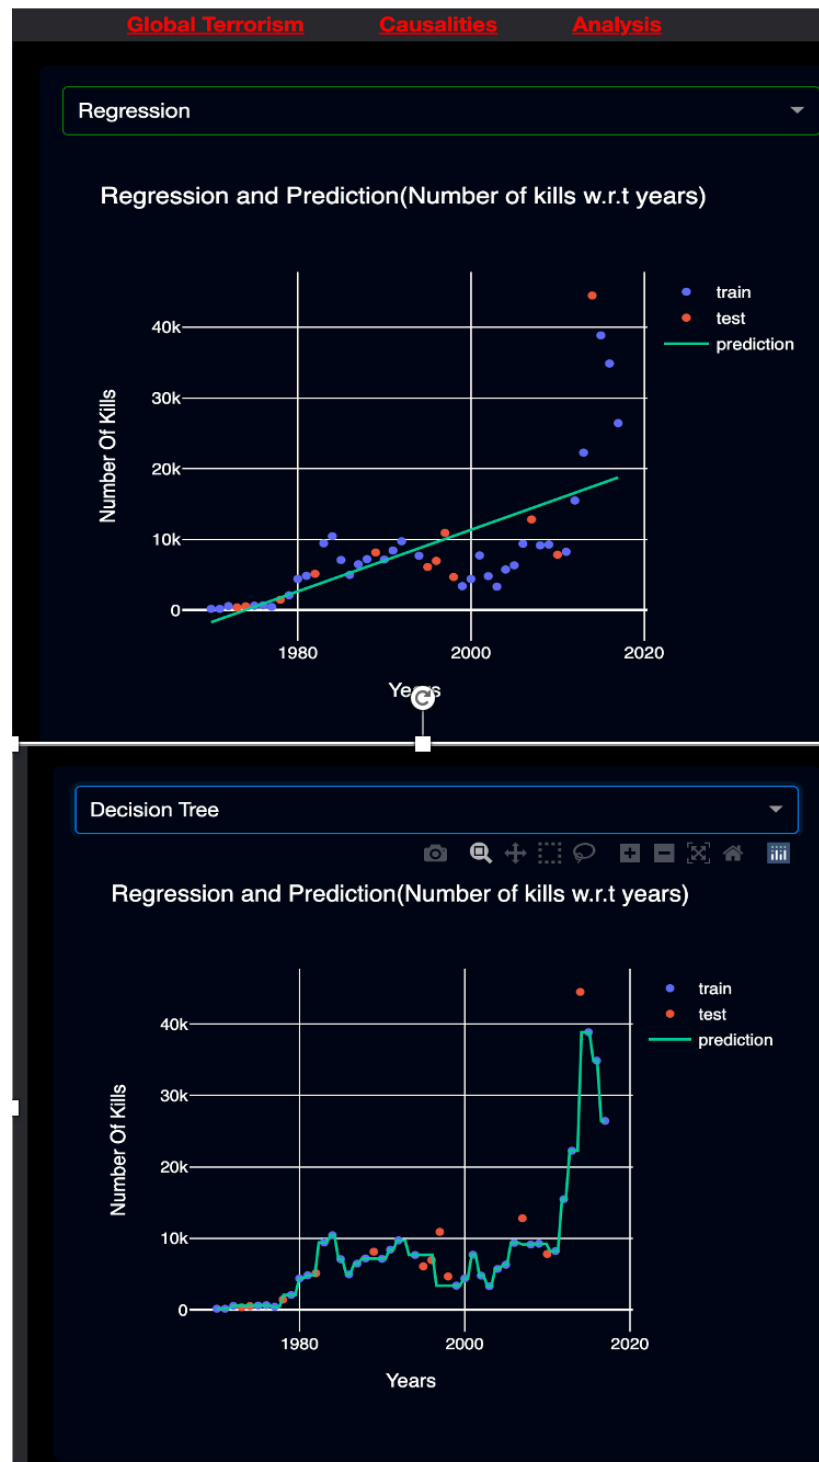 Global Terrorism Causalities Analysis
Regression
Regression and Prediction(Number of kills w.r.t years)
train
test
prediction
40k
30k
20k
10k
0
Number Of Kills
1980 2000 2020
Years
Decision Tree
Regression and Prediction(Number of kills w.r.t years)
train
test
prediction
40k
30k
20k
10k
0
Number Of Kills
1980 2000 2020
Years